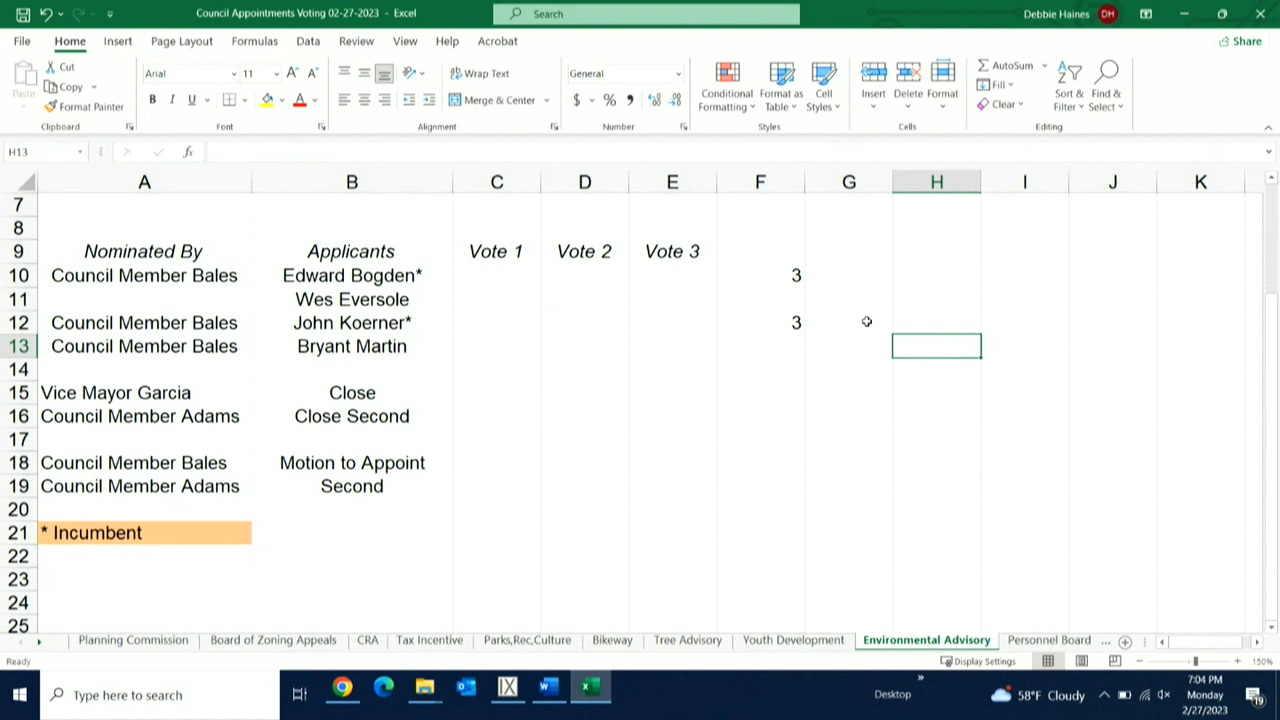 Council Appointments Voting 02-27-2023 - Excel
Search
Debbie Haines DH
File Home Insert Page Layout Formulas Data Review View Help Acrobat
Share
Paste
Cut
Copy
Format Painter
Clipboard
Arial 11
B I U
Font
Wrap Text
Merge & Center
Alignment
General
$ % ,
Number
Conditional Formatting
Format as Table
Cell Styles
Styles
Insert Delete Format
Cells
AutoSum
Fill
Clear
Sort & Filter
Find & Select
Editing
H13
fx
A B C D E F G H I J K
7
8
9 Nominated By Applicants Vote 1 Vote 2 Vote 3
10 Council Member Bales Edward Bogden* 3
11 Wes Eversole
12 Council Member Bales John Koerner* 3
13 Council Member Bales Bryant Martin
14
15 Vice Mayor Garcia Close
16 Council Member Adams Close Second
17
18 Council Member Bales Motion to Appoint
19 Council Member Adams Second
20
21 * Incumbent
22
23
24
25
Planning Commission Board of Zoning Appeals CRA Tax Incentive Parks,Rec,Culture Bikeway Tree Advisory Youth Development Environmental Advisory Personnel Board ...
Ready
Display Settings
150%
Type here to search
Desktop
58°F Cloudy
7:04 PM
Monday
2/27/2023
19